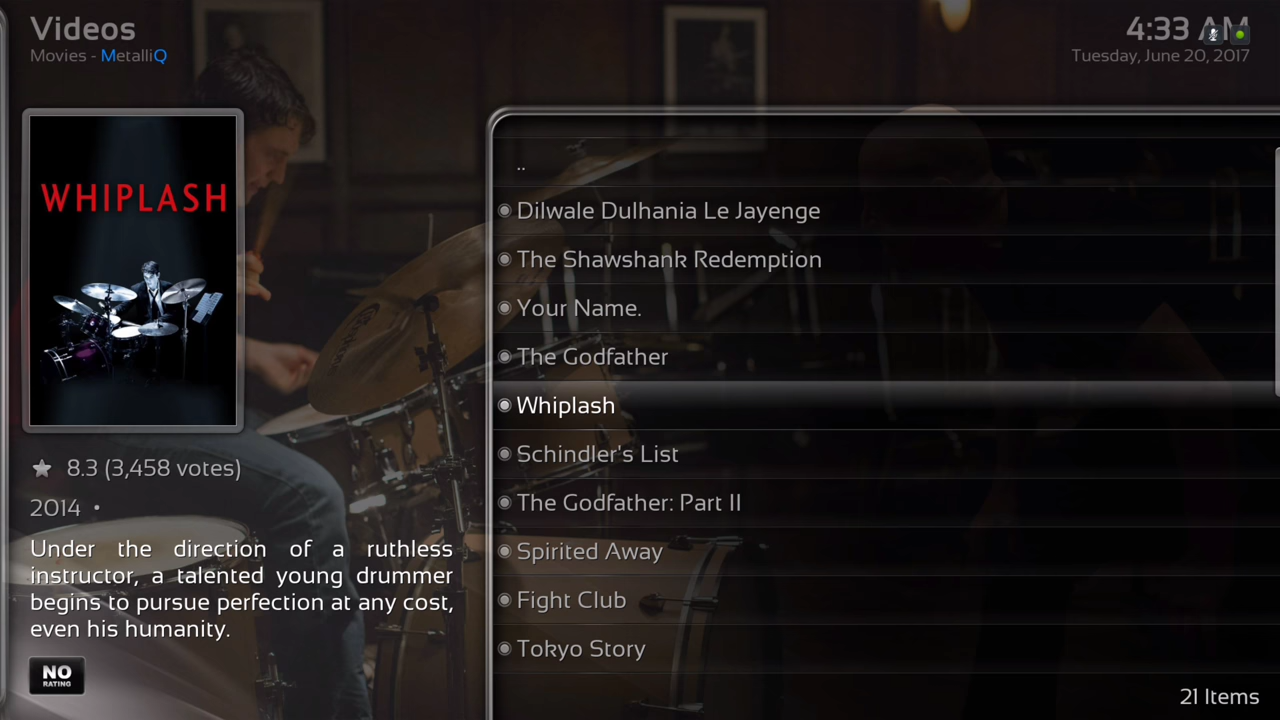 Videos
Movies - MetalliQ
4:33 AM
Tuesday, June 20, 2017
WHIPLASH
8.3 (3,458 votes)
2014 •
Under the direction of a ruthless
instructor, a talented young drummer
begins to pursue perfection at any cost,
even his humanity.
NO
RATING
..
Dilwale Dulhania Le Jayenge
The Shawshank Redemption
Your Name.
The Godfather
Whiplash
Schindler's List
The Godfather: Part II
Spirited Away
Fight Club
Tokyo Story
21 Items